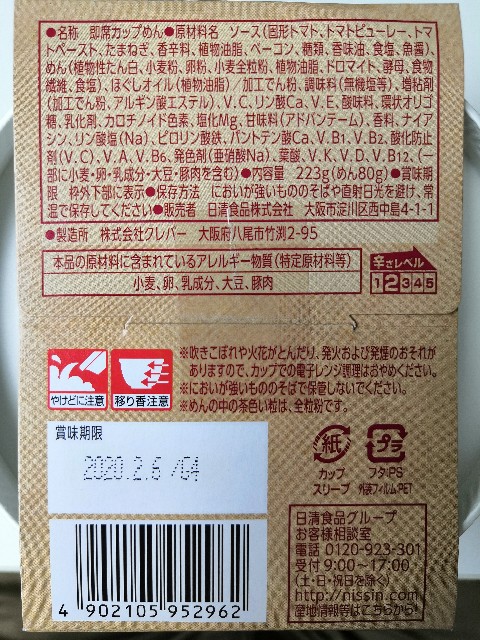 ●名称 即席カップめん●原材料名 ソース(固形トマト、トマトピューレー、トマ
トペースト、たまねぎ、香辛料、植物油脂、ベーコン、糖類、香味油、食塩、魚醤)、
めん(植物性たん白、小麦粉、卵粉、小麦全粒粉、植物油脂、ドロマイト、酵母、食物
繊維、食塩)、ほぐしオイル(植物油脂)/加工でん粉、調味料(無機塩等)、増粘剤
(加工でん粉、アルギン酸エステル)、V.C、リン酸Ca、V.E、酸味料、環状オリゴ
糖、乳化剤、カロチノイド色素、塩化Mg、甘味料(アドバンテーム)、香料、ナイア
シン、リン酸塩(Na)、ピロリン酸鉄、パントテン酸Ca、V.B1、V.B2、酸化防止
剤(V.C)、V.A、V.B6、発色剤(亜硝酸Na)、葉酸、V.K、V.D、V.B12、(一
部に小麦・卵・乳成分・大豆・豚肉を含む)●内容量 223g(めん80g)●賞味期
限 枠外下部に表示●保存方法 においが強いもののそばや直射日光を避け、常
温で保存してください●販売者 日清食品株式会社 大阪市淀川区西中島4-1-1
●製造所 株式会社クレバー 大阪府八尾市竹渕2-95
本品の原材料に含まれているアレルギー物質(特定原材料等)
小麦、卵、乳成分、大豆、豚肉
辛さレベル
1 2 3 4 5
やけどに注意
移り香注意
※吹きこぼれや火花がとんだり、発火および発煙のおそれが
ありますので、カップでの電子レンジ調理はおやめください。
※においが強いもののそばで保管しないでください。
※めんの中の茶色い粒は、全粒粉です。
賞味期限
2020.2.6 /G4
紙
カップ
スリーブ
プラ
フタ:PS
外装フィルム:PET
日清食品グループ
お客様相談室
電話 0120-923-301
受付 9:00~17:00
(土・日・祝日を除く)
http://nissin.com/
産地情報等はこちらから!
4 902105 952962